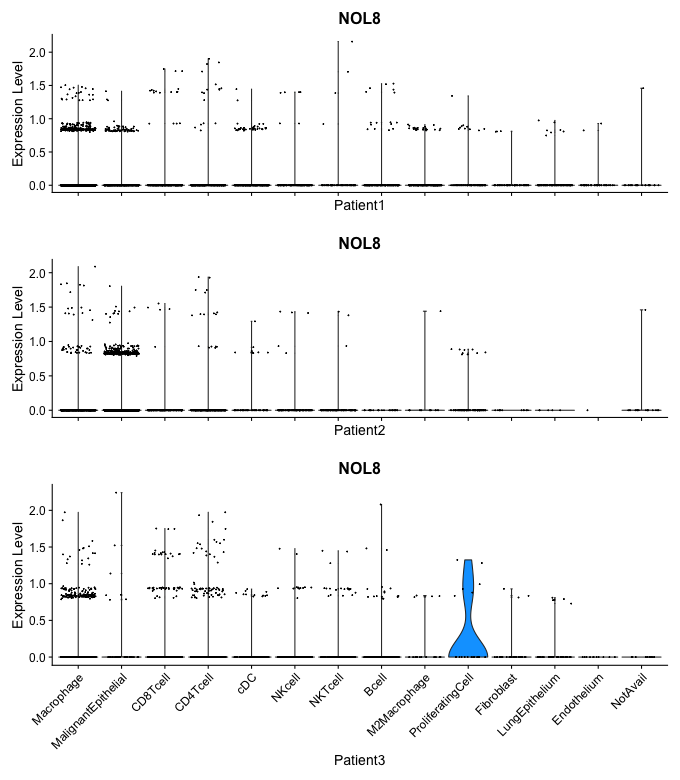 NOL8
Expression Level
2.0
1.5
1.0
0.5
0.0
Patient1
NOL8
Expression Level
2.0
1.5
1.0
0.5
0.0
Patient2
NOL8
Expression Level
2.0
1.5
1.0
0.5
0.0
Macrophage
MalignantEpithelial
CD8Tcell
CD4Tcell
cDC
NKcell
NKTcell
Bcell
M2Macrophage
ProliferatingCell
Fibroblast
LungEpithelium
Endothelium
NotAvail
Patient3